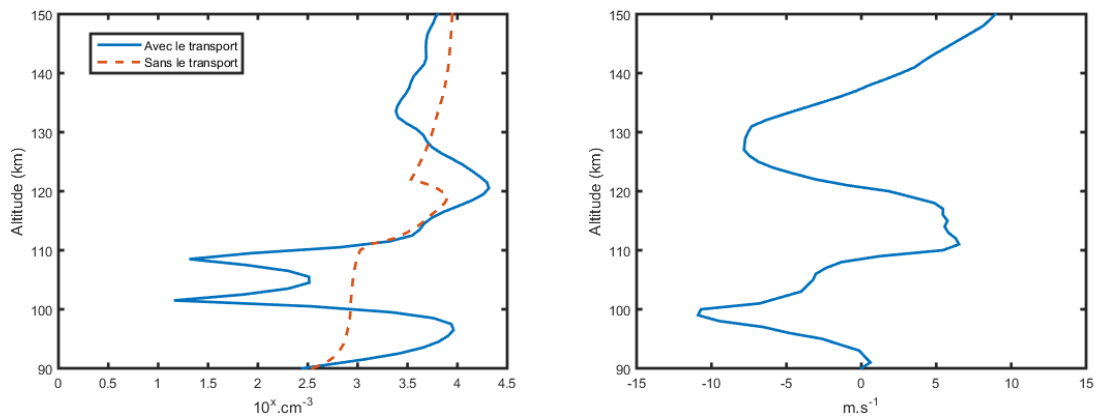 150
140
130
120
110
100
90
Altitude (km)
Avec le transport
Sans le transport
0 0.5 1 1.5 2 2.5 3 3.5 4 4.5
10^x.cm^-3
150
140
130
120
110
100
90
Altitude (km)
-15 -10 -5 0 5 10 15
m.s^-1